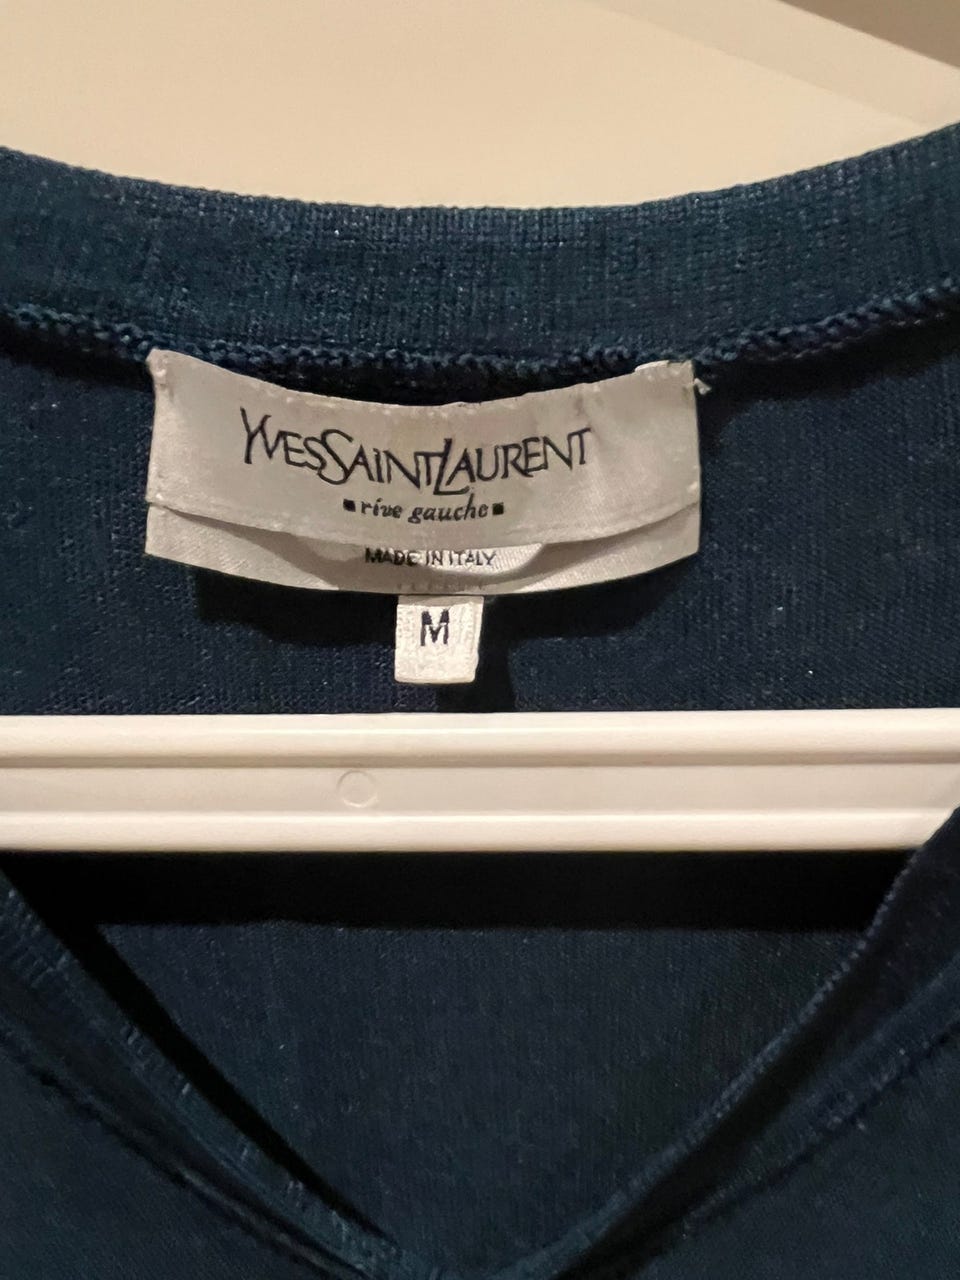 YVESSAINTLAURENT
▪rive gauche▪
MADE IN ITALY
M